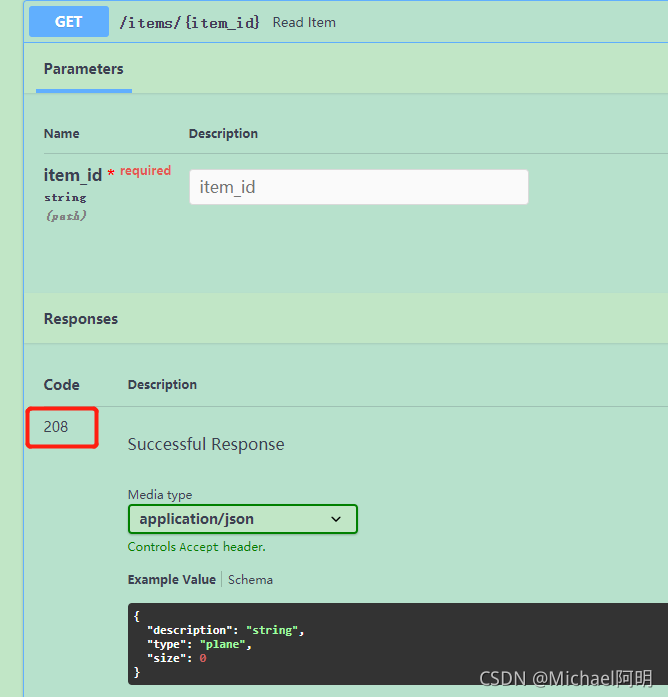 GET /items/{item_id} Read Item
Parameters
Name Description
item_id * required
string
(path)
item_id
Responses
Code Description
208
Successful Response
Media type
application/json
Controls Accept header.
Example Value Schema
{
"description": "string",
"type": "plane",
"size": 0
}
CSDN @Michael阿明